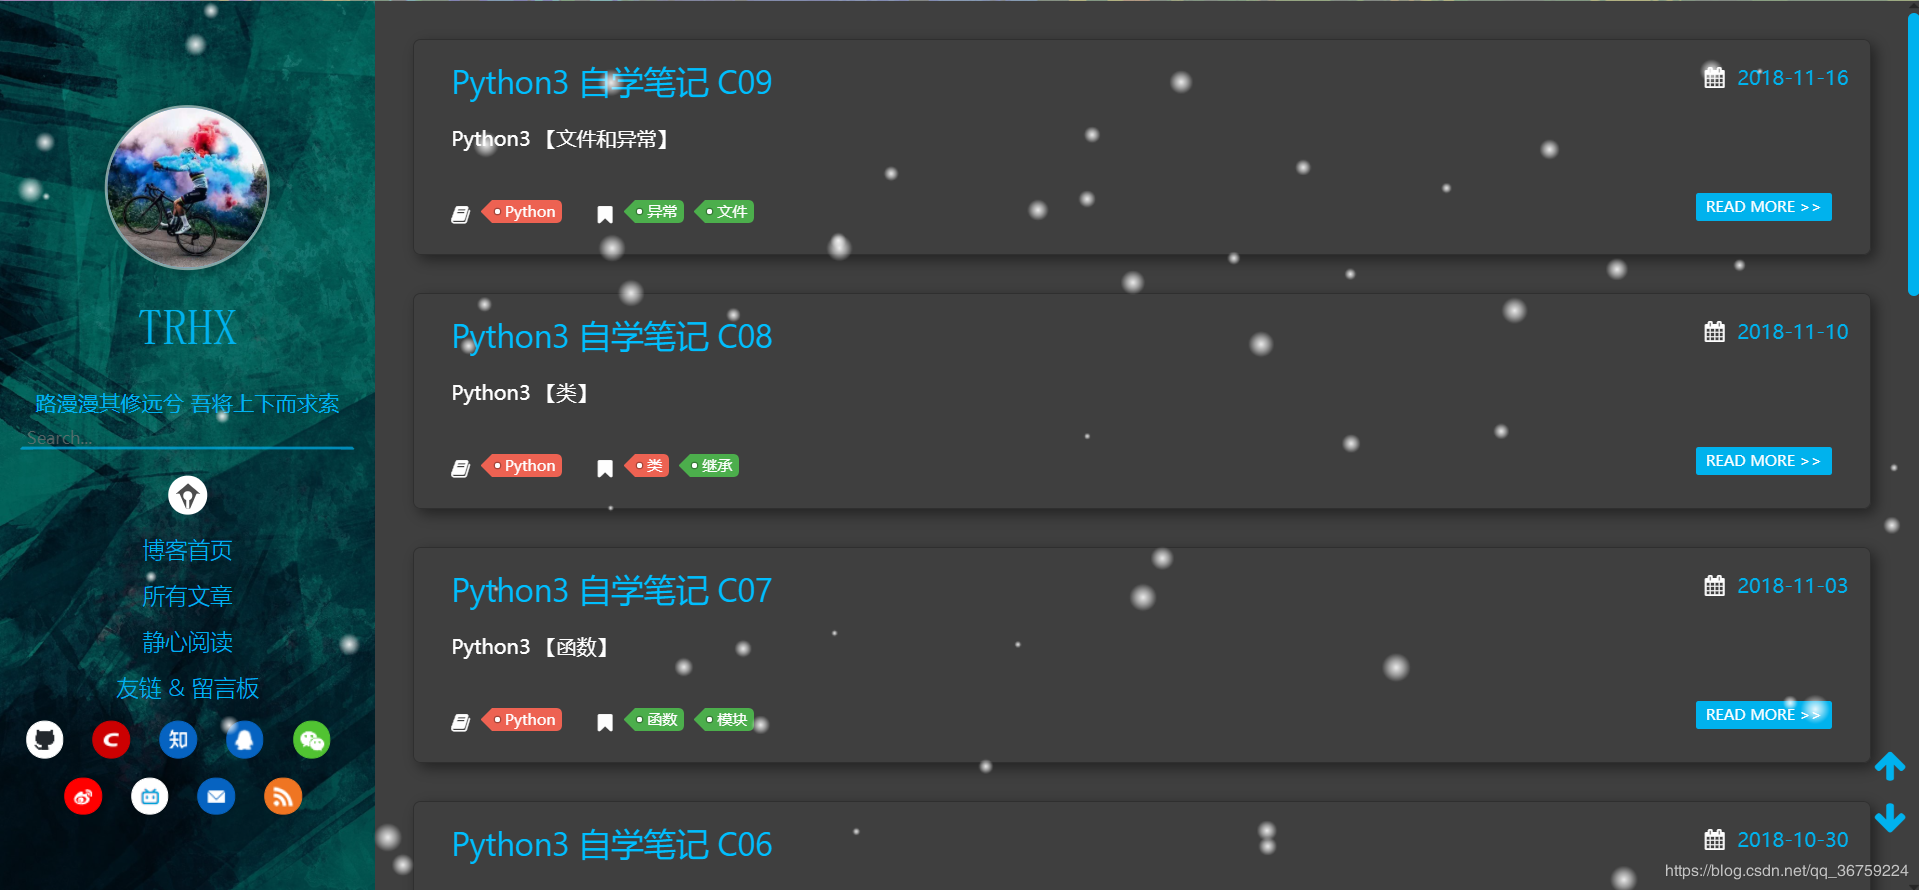 TRHX
路漫漫其修远兮 吾将上下而求索
Search...
博客首页
所有文章
静心阅读
友链 & 留言板
知
Python3 自学笔记 C09
2018-11-16
Python3 【文件和异常】
Python 异常 文件
READ MORE >>
Python3 自学笔记 C08
2018-11-10
Python3 【类】
Python 类 继承
READ MORE >>
Python3 自学笔记 C07
2018-11-03
Python3 【函数】
Python 函数 模块
READ MORE >>
Python3 自学笔记 C06
2018-10-30
https://blog.csdn.net/qq_36759224